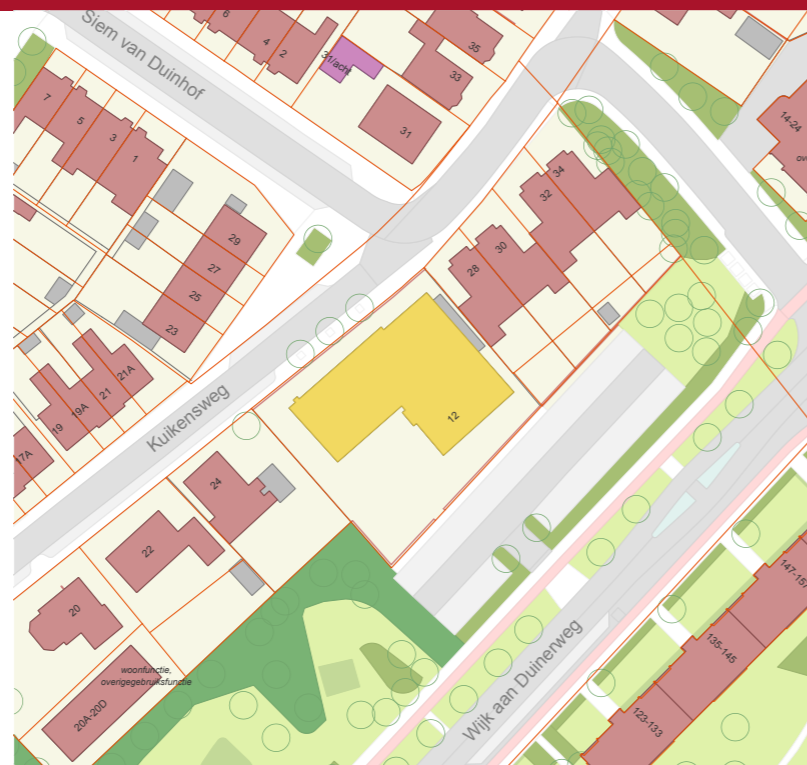 6
4
2
Siem van Duinhof
31/acht
35
33
31
14-24
7
5
3
1
34
32
30
28
29
27
25
23
21A
21
19A
19
17A
Kuikensweg
12
24
22
20
woonfunctie,
overigegebruiksfunctie
20A-20D
Wijk aan Duinerweg
147-157
135-145
123-133